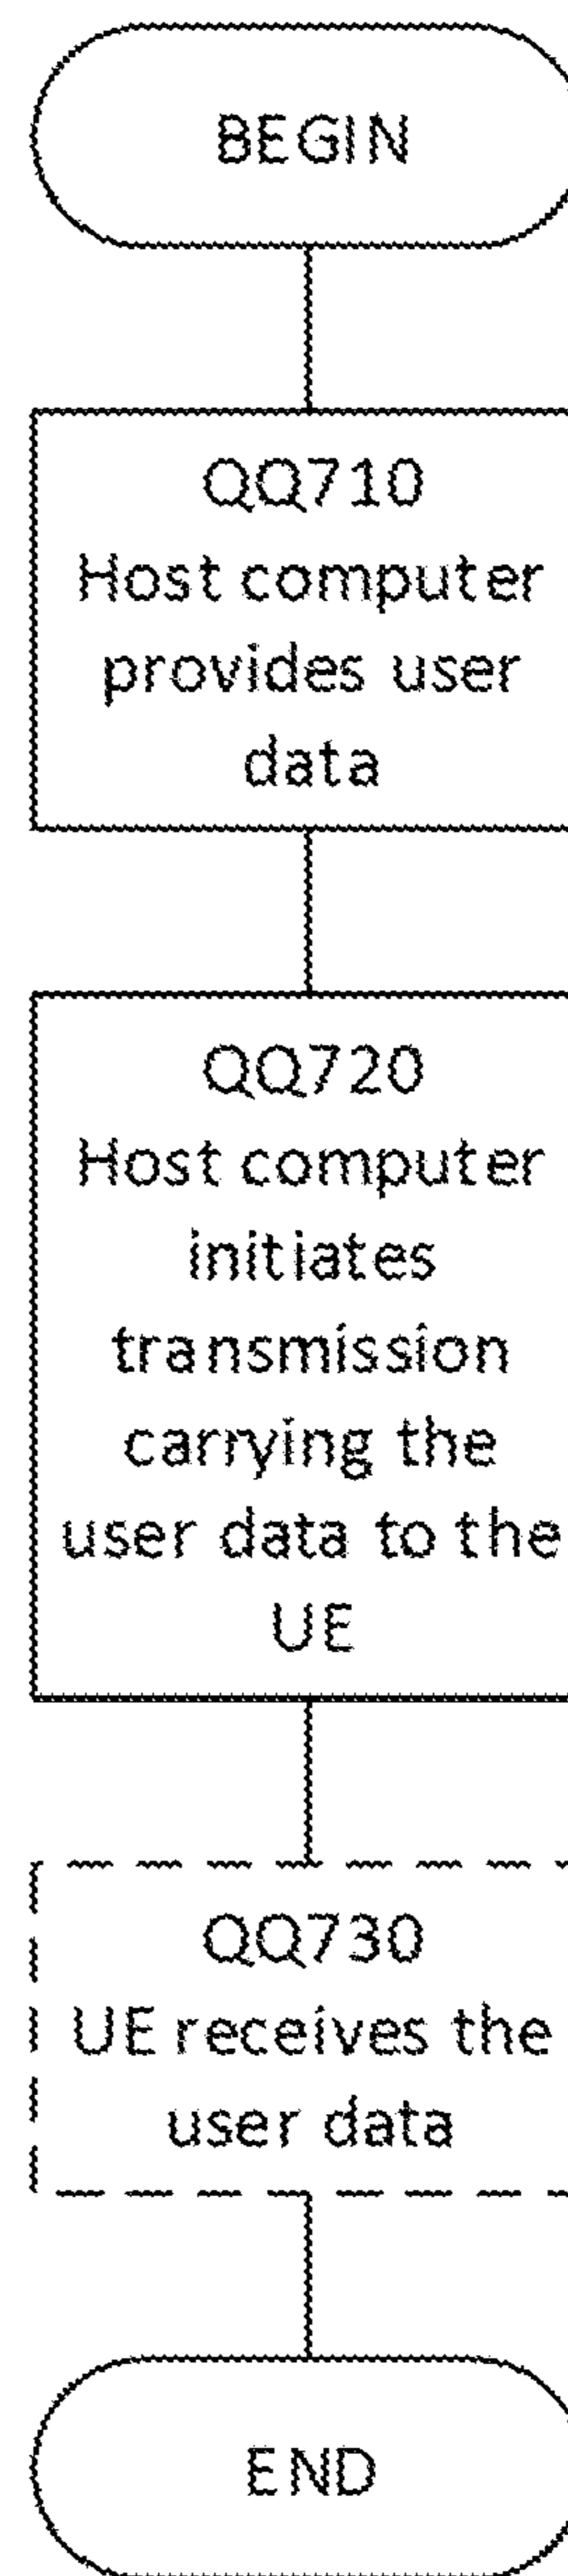 BEGIN
QQ710
Host computer
provides user
data
QQ720
Host computer
initiates
transmission
carrying the
user data to the
UE
QQ730
UE receives the
user data
END